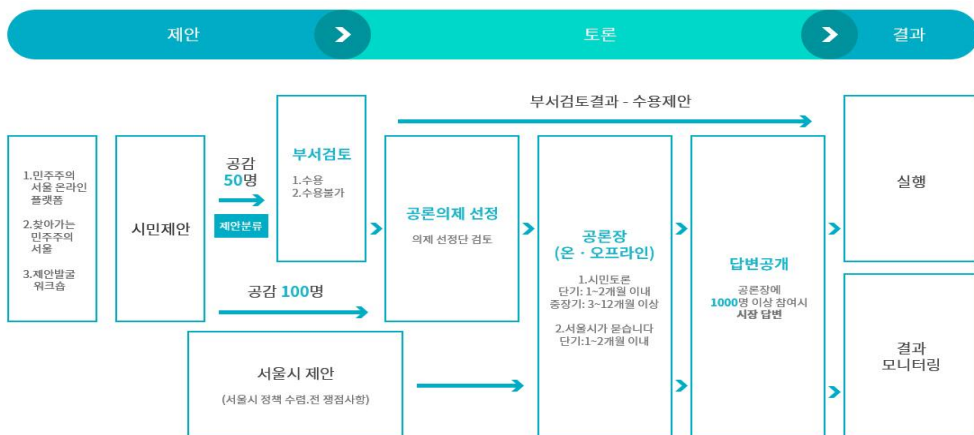 제안
토론
결과
1.민주주의
서울 온라인
플랫폼
2.찾아가는
민주주의
서울
3.제안발굴
워크숍
시민제안
공감
50명
제안분류
공감 100명
부서검토
1.수용
2.수용불가
부서검토결과 - 수용제안
공론의제 선정
의제 선정단 검토
서울시 제안
(서울시 정책 수렴.전 쟁점사항)
공론장
(온 · 오프라인)
1.시민토론
단기: 1~2개월 이내
중장기: 3~12개월 이상
2.서울시가 묻습니다
단기:1~2개월 이내
답변공개
공론장에
1000명 이상 참여시
시장 답변
실행
결과
모니터링